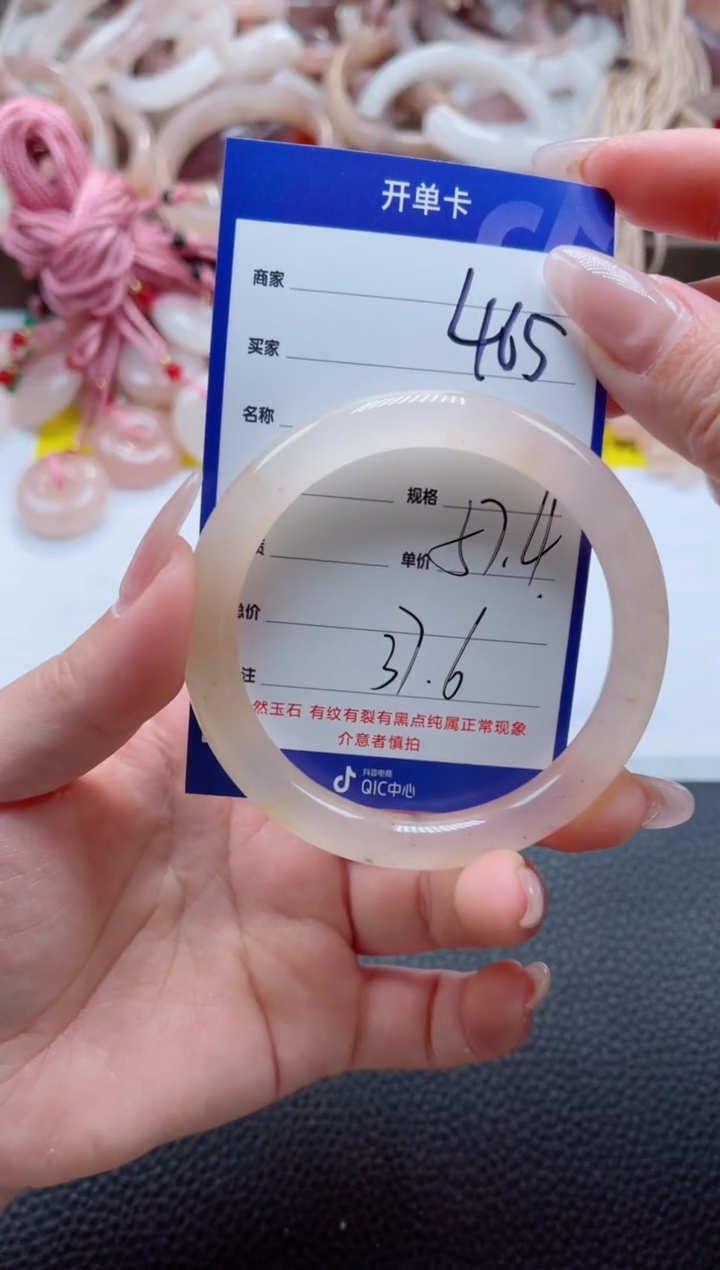 开单卡
商家
465
买家
名称
规格 57.4
单价
总价
37.6
注
然玉石 有纹有裂有黑点纯属正常现象
介意者慎拍
抖音电商
QIC中心